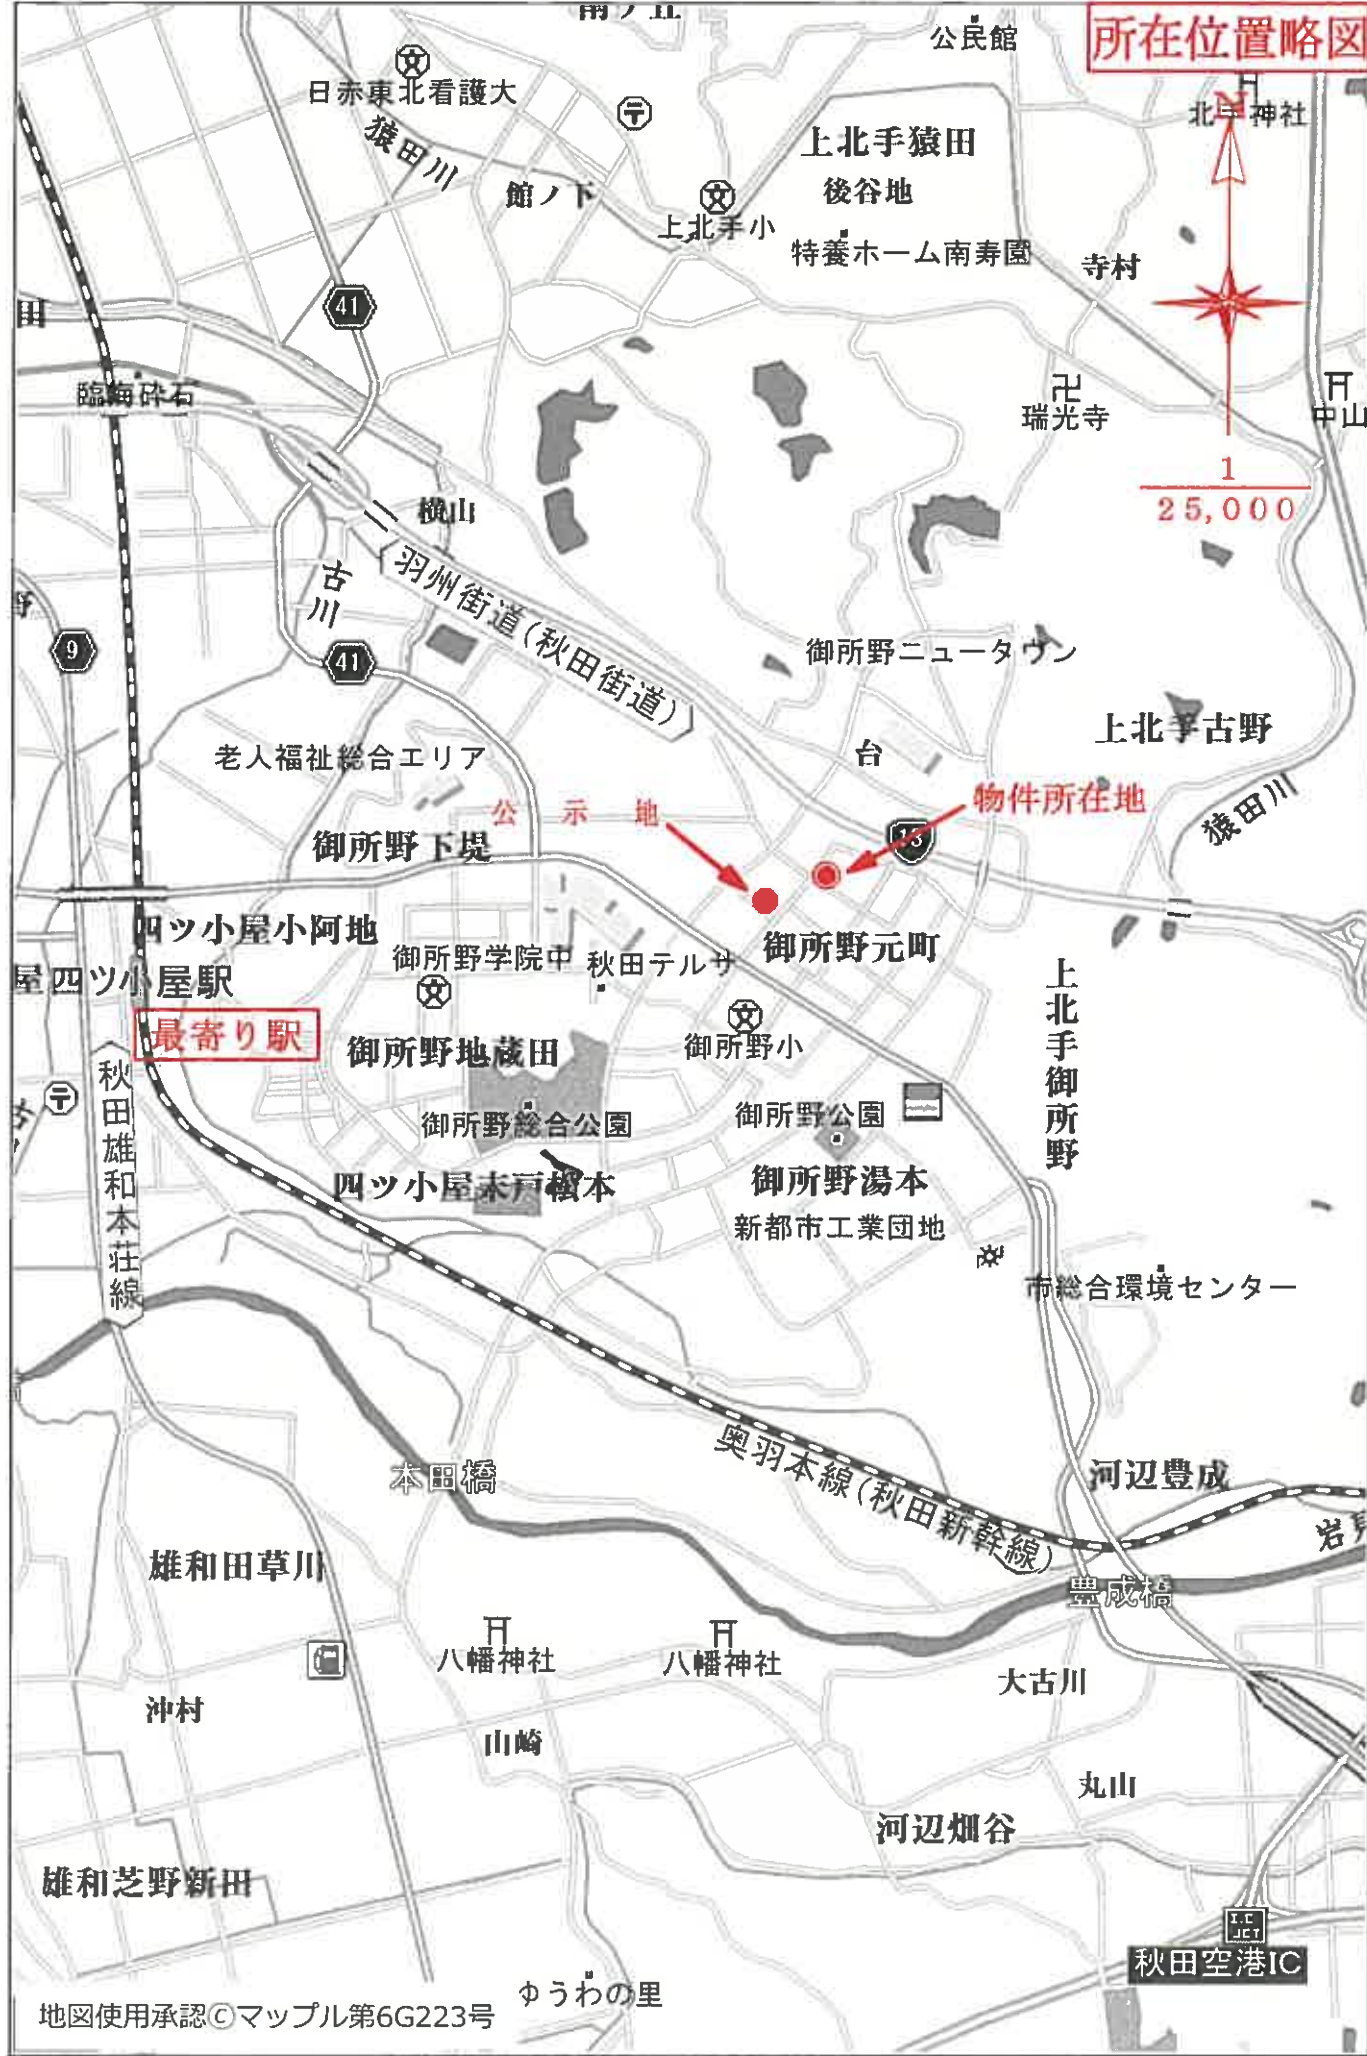 所在位置略図
公民館
日赤東北看護大
猿田川
上北手猿田
北手神社
N
館ノ下
後谷地
上北手小
特養ホーム南寿園
寺村
41
田
臨海砕石
瑞光寺
中山
1
25,000
横山
羽州街道(秋田街道)
古川
9
41
御所野ニュータウン
上北手古野
老人福祉総合エリア
台
公示地
物件所在地
猿田川
13
御所野下堤
四ツ小屋小阿地
御所野学院中
秋田テルサ
御所野元町
屋四ツ小屋駅
上北手御所野
最寄り駅
御所野地蔵田
御所野小
秋田雄和本荘線
御所野総合公園
御所野公園
四ツ小屋末戸松本
御所野湯本
新都市工業団地
市総合環境センター
奥羽本線(秋田新幹線)
本田橋
河辺豊成
雄和田草川
豊成橋
八幡神社
八幡神社
大古川
沖村
山崎
丸山
河辺畑谷
雄和芝野新田
I.C
JCT
秋田空港IC
ゆうわの里
地図使用承認Ⓒマップル第6G223号